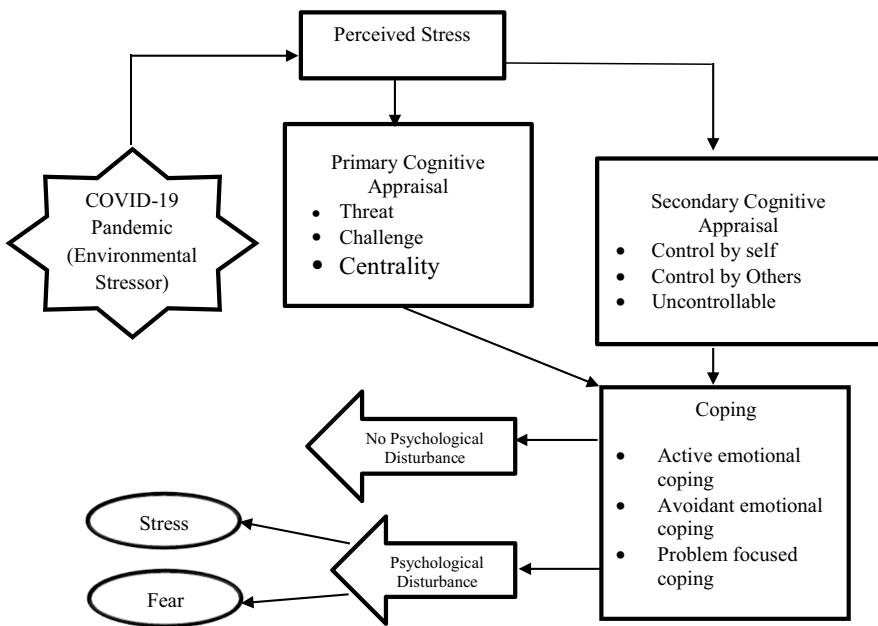 Perceived Stress
COVID-19
Pandemic
(Environmental
Stressor)
Primary Cognitive
Appraisal
• Threat
• Challenge
• Centrality
Secondary Cognitive
Appraisal
• Control by self
• Control by Others
• Uncontrollable
Coping
• Active emotional
coping
• Avoidant emotional
coping
• Problem focused
coping
No Psychological
Disturbance
Psychological
Disturbance
Stress
Fear